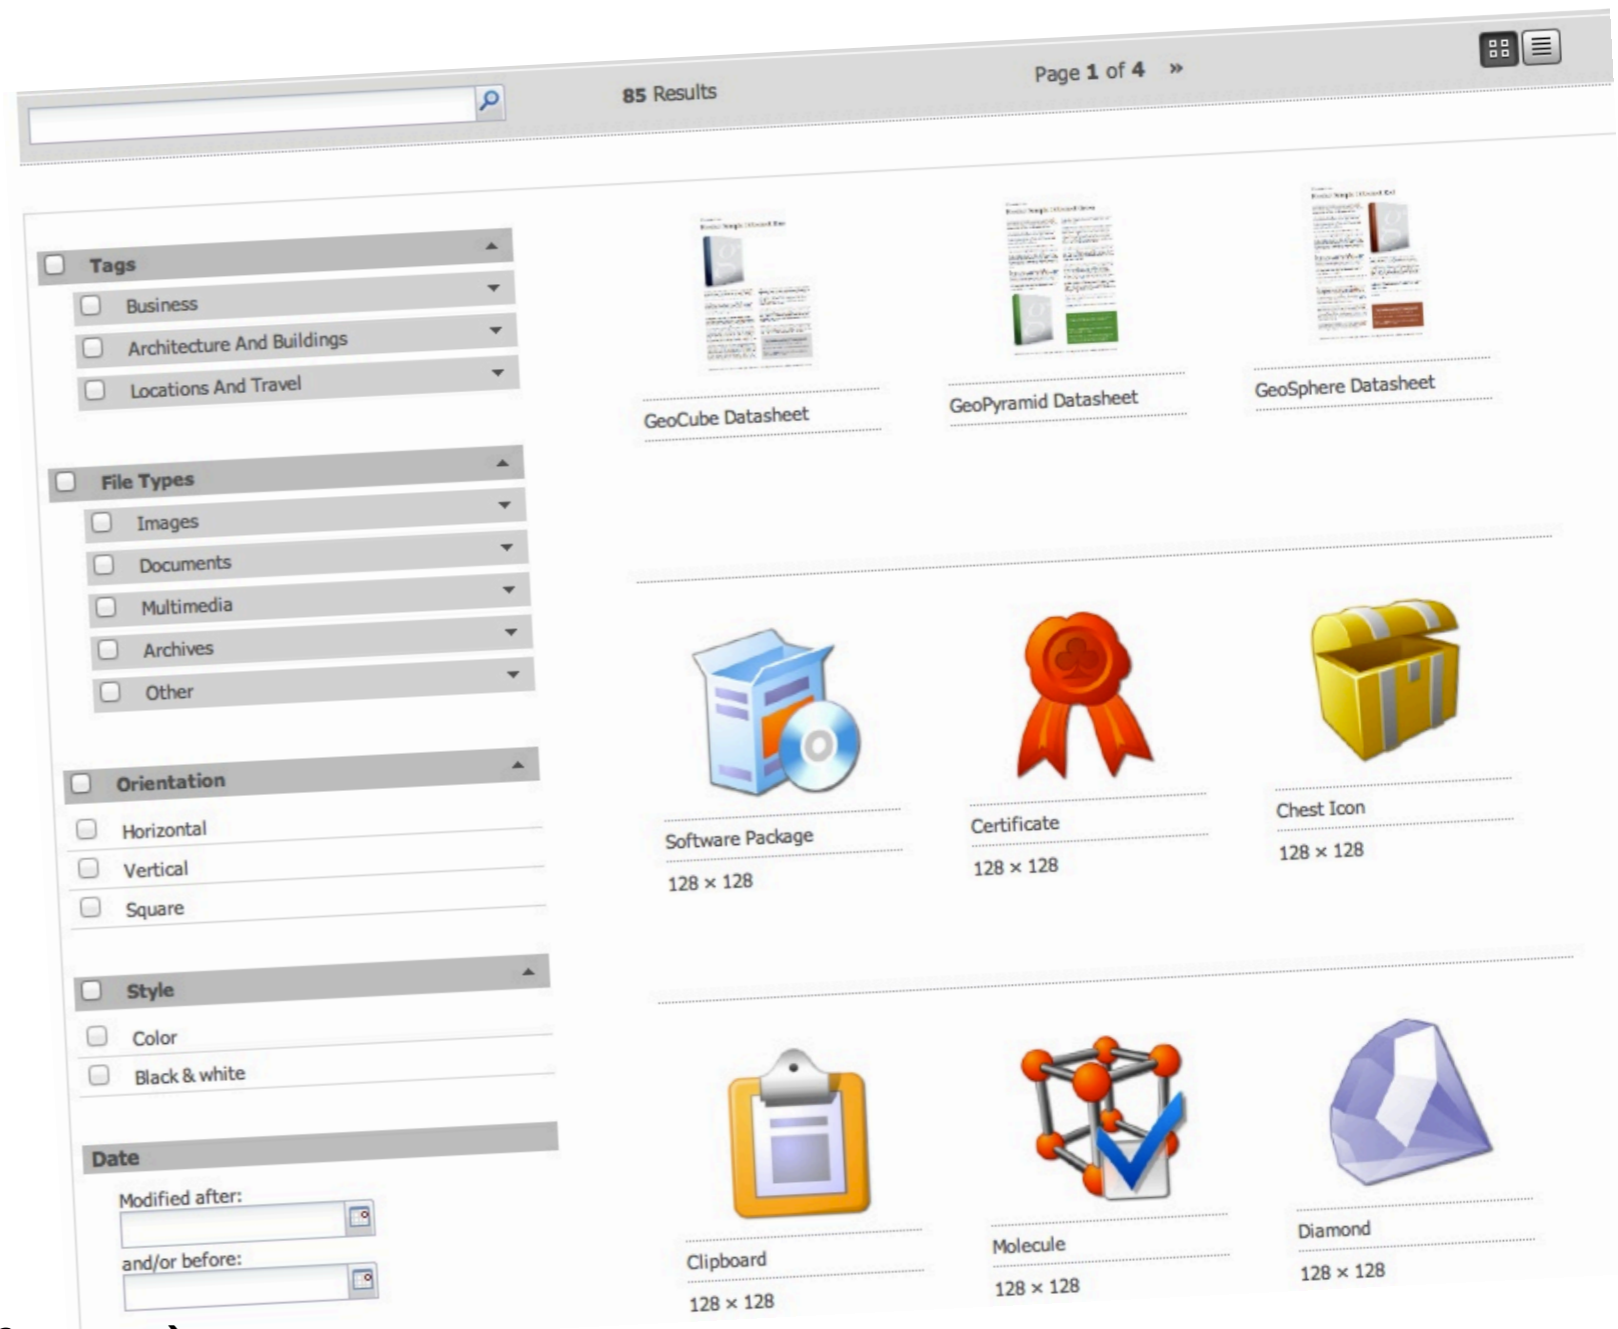 85 Results
Page 1 of 4 »
Tags
Business
Architecture And Buildings
Locations And Travel
File Types
Images
Documents
Multimedia
Archives
Other
Orientation
Horizontal
Vertical
Square
Style
Color
Black & white
Date
Modified after:
and/or before:
GeoCube Datasheet
GeoPyramid Datasheet
GeoSphere Datasheet
Software Package
128 × 128
Certificate
128 × 128
Chest Icon
128 × 128
Clipboard
128 × 128
Molecule
128 × 128
Diamond
128 × 128